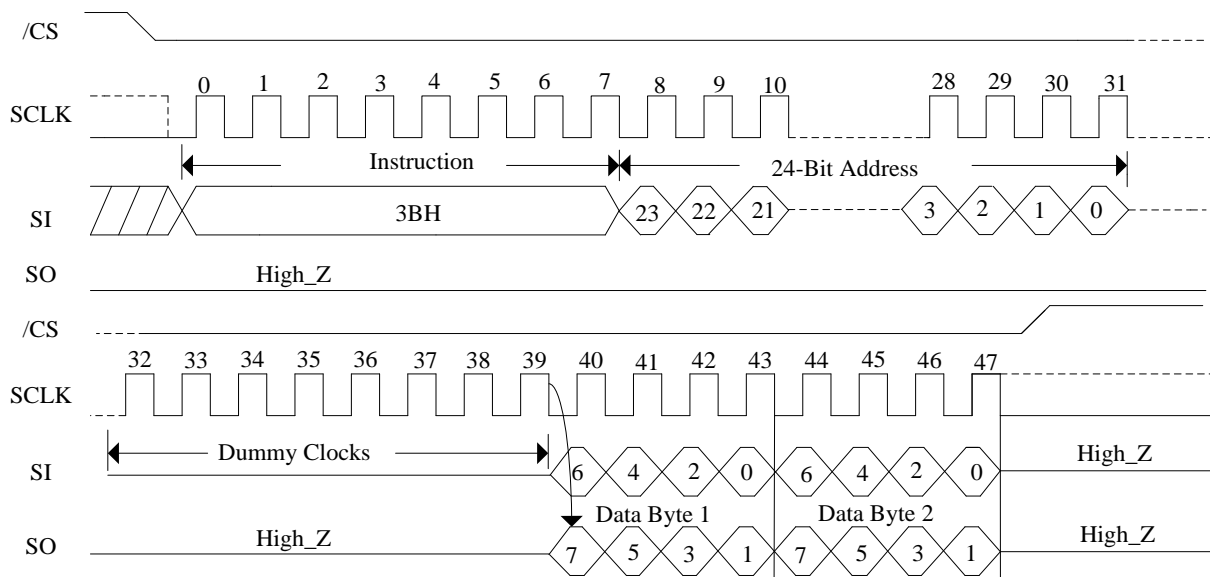 /CS
0 1 2 3 4 5 6 7 8 9 10 28 29 30 31
SCLK
Instruction 24-Bit Address
SI 3BH 23 22 21 3 2 1 0
SO High_Z
/CS
32 33 34 35 36 37 38 39 40 41 42 43 44 45 46 47
SCLK
Dummy Clocks
SI 6 4 2 0 6 4 2 0 High_Z
Data Byte 1 Data Byte 2
SO High_Z 7 5 3 1 7 5 3 1 High_Z